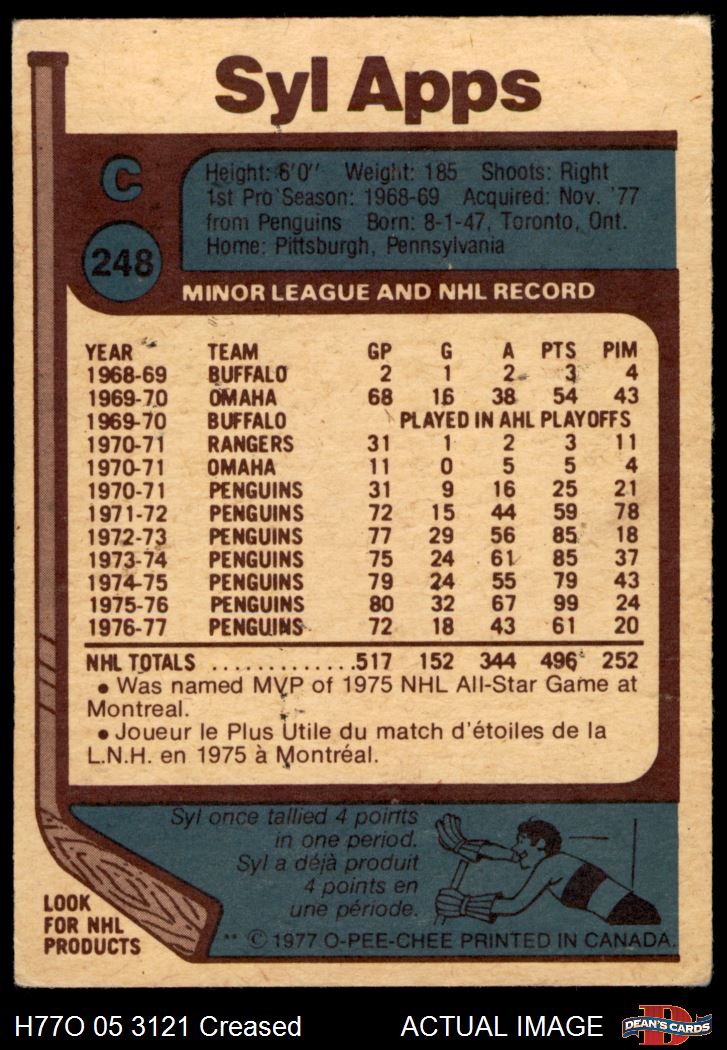 Syl Apps
C
248
Height: 6'0" Weight: 185 Shoots: Right
1st Pro Season: 1968-69 Acquired: Nov. '77
from Penguins Born: 8-1-47, Toronto, Ont.
Home: Pittsburgh, Pennsylvania
MINOR LEAGUE AND NHL RECORD
YEAR TEAM GP G A PTS PIM
1968-69 BUFFALO 2 1 2 3 4
1969-70 OMAHA 68 16 38 54 43
1969-70 BUFFALO PLAYED IN AHL PLAYOFFS
1970-71 RANGERS 31 1 2 3 11
1970-71 OMAHA 11 0 5 5 4
1970-71 PENGUINS 31 9 16 25 21
1971-72 PENGUINS 72 15 44 59 78
1972-73 PENGUINS 77 29 56 85 18
1973-74 PENGUINS 75 24 61 85 37
1974-75 PENGUINS 79 24 55 79 43
1975-76 PENGUINS 80 32 67 99 24
1976-77 PENGUINS 72 18 43 61 20
NHL TOTALS .............517 152 344 496 252
• Was named MVP of 1975 NHL All-Star Game at
Montreal.
• Joueur le Plus Utile du match d'étoiles de la
L.N.H. en 1975 à Montréal.
Syl once tallied 4 points
in one period.
Syl a déjà produit
4 points en
une période.
LOOK
FOR NHL
PRODUCTS
** © 1977 O-PEE-CHEE PRINTED IN CANADA.
H77O 05 3121 Creased
ACTUAL IMAGE
D
DEAN'S CARDS